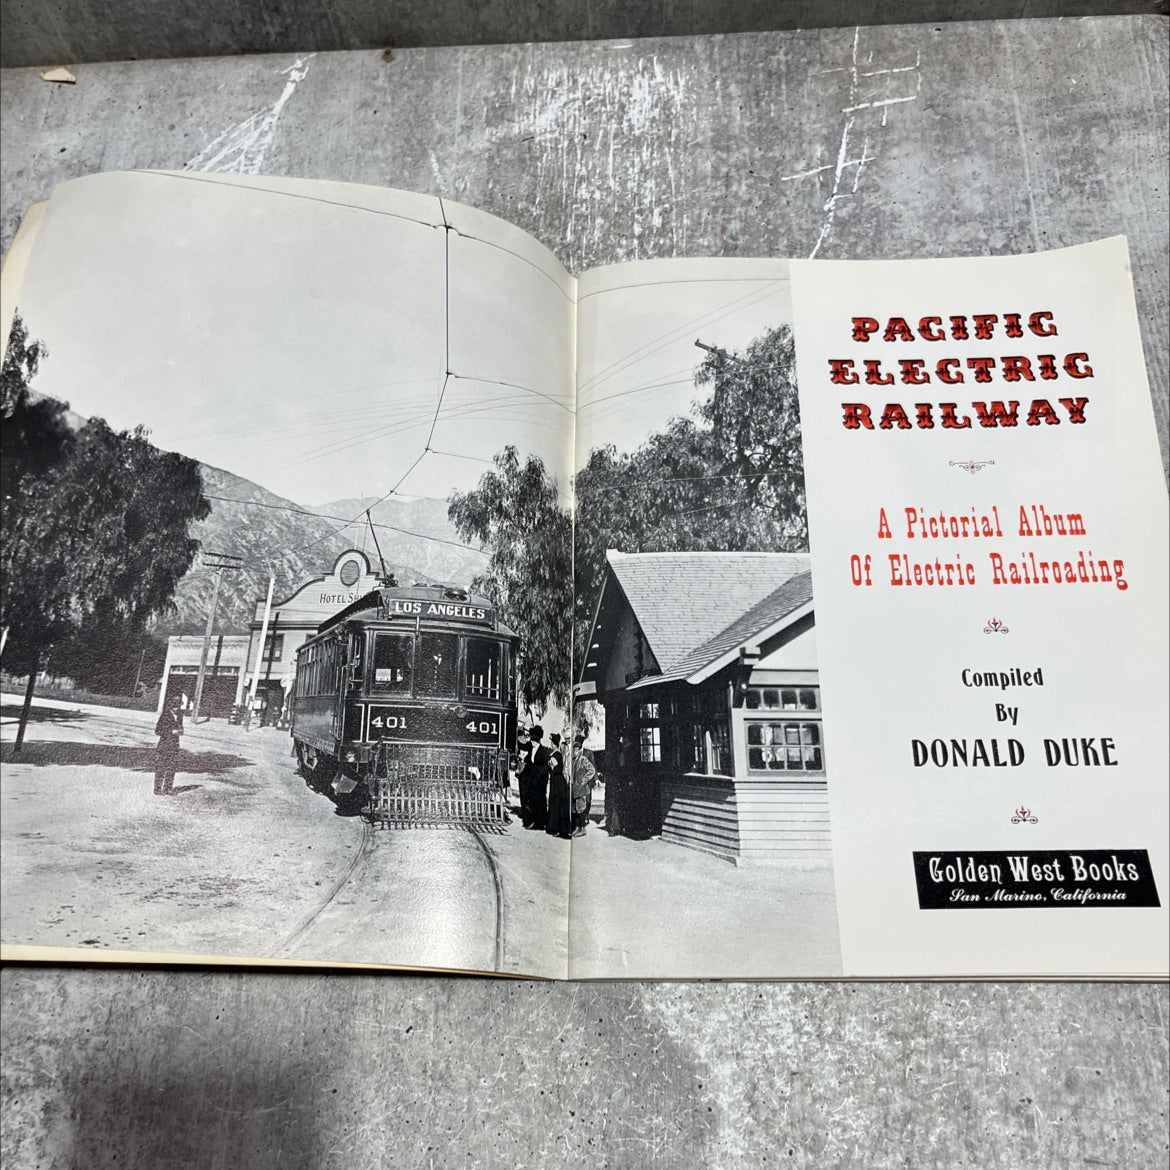 HOTEL
LOS ANGELES
401 401
PACIFIC
ELECTRIC
RAILWAY
A Pictorial Album
Of Electric Railroading
Compiled
By
DONALD DUKE
Golden West Books
San Marino, California